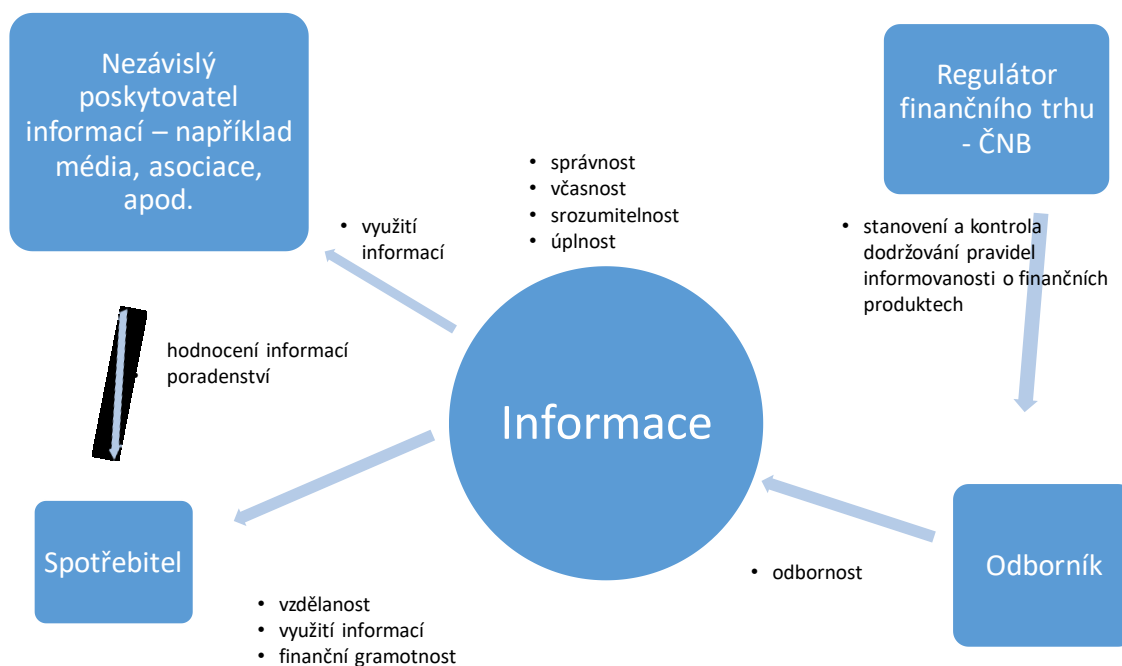 Nezávislý
poskytovatel
informací – například
média, asociace,
apod.
Regulátor
finančního trhu
- ČNB
• správnost
• včasnost
• srozumitelnost
• úplnost
• využití
informací
• stanovení a kontrola
dodržování pravidel
informovanosti o finančních
produktech
hodnocení informací
poradenství
Informace
Spotřebitel
Odborník
• odbornost
• vzdělanost
• využití informací
• finanční gramotnost